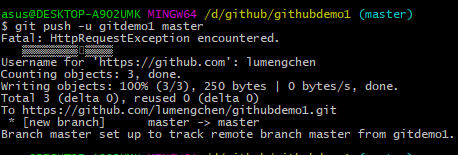 asus@DESKTOP-A9O2UMK MINGW64 /d/github/githubdemo1 (master)
$ git push -u gitdemo1 master
Fatal: HttpRequestException encountered.
Username for 'https://github.com': lumengchen
Counting objects: 3, done.
Writing objects: 100% (3/3), 250 bytes | 0 bytes/s, done.
Total 3 (delta 0), reused 0 (delta 0)
To https://github.com/lumengchen/githubdemo1.git
 * [new branch]      master -> master
Branch master set up to track remote branch master from gitdemo1.